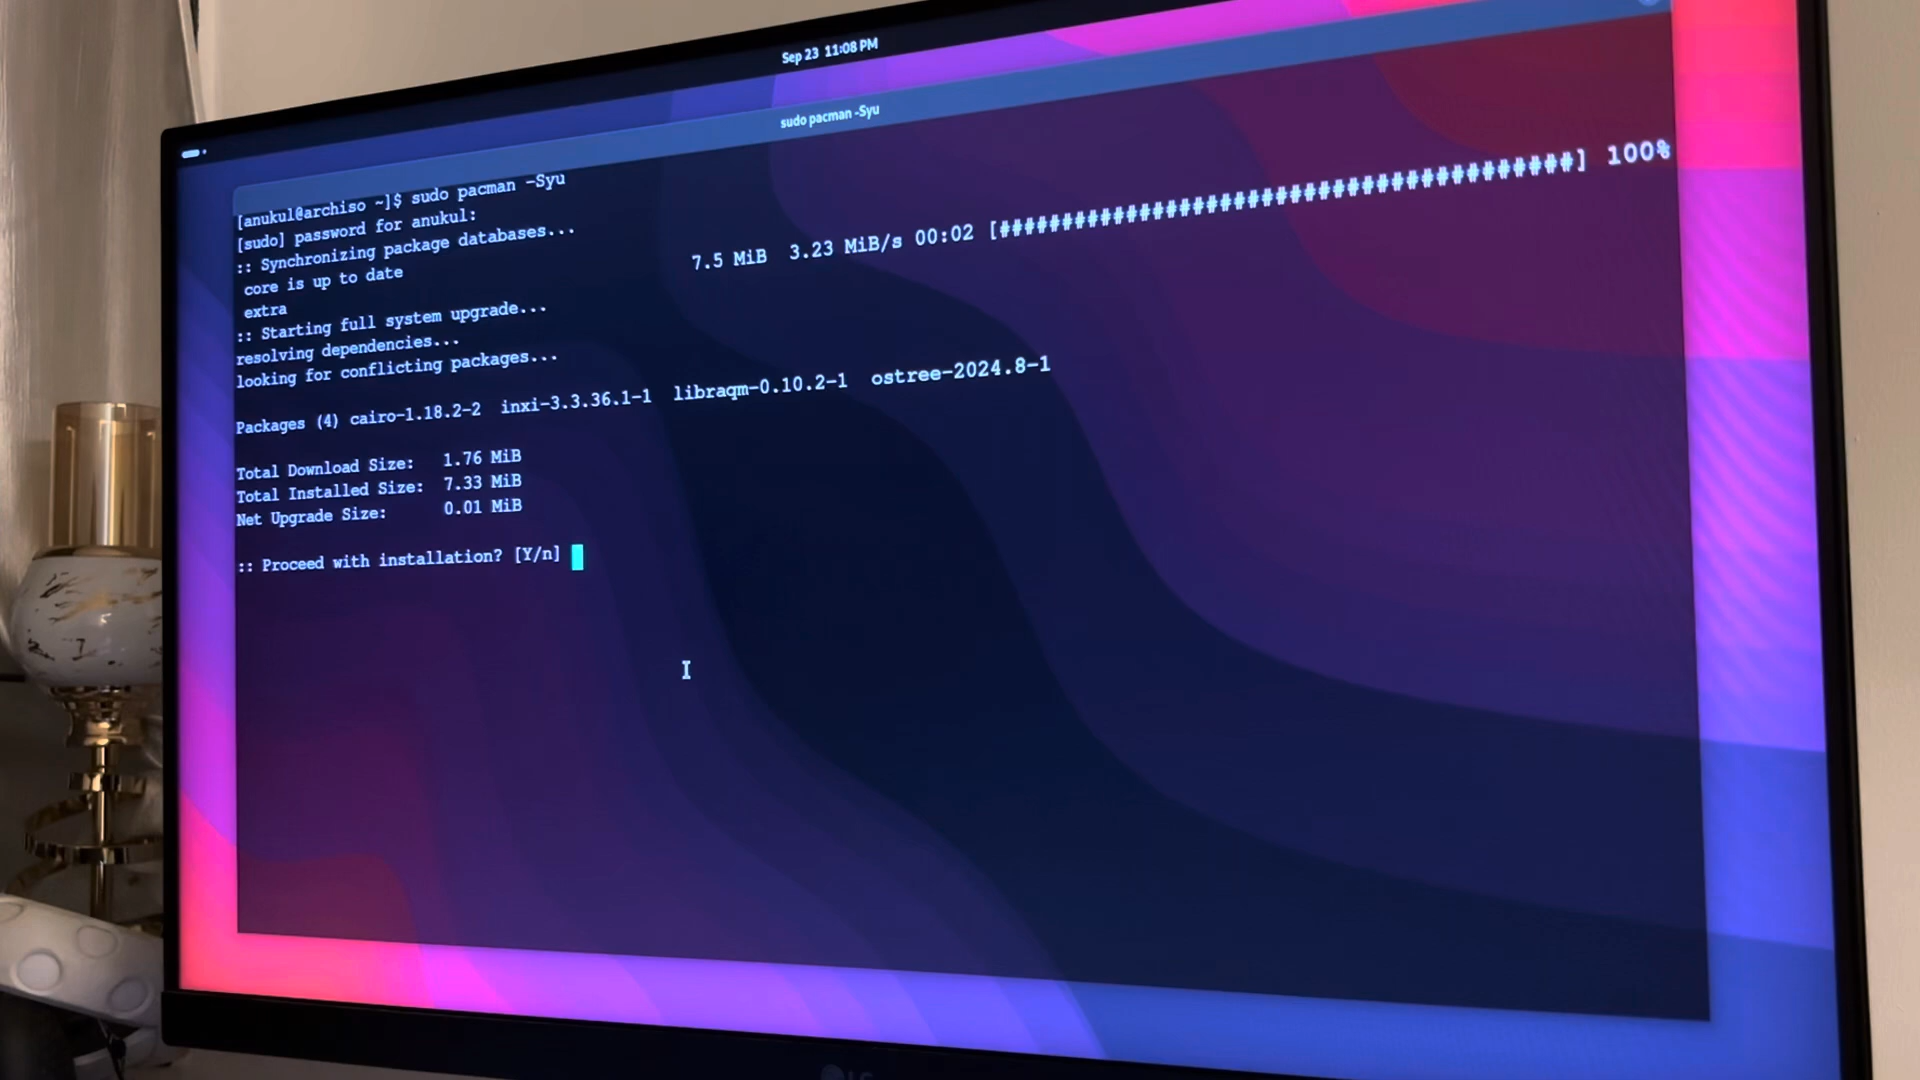 Sep 23 11:08 PM
sudo pacman -Syu
[anukul@archiso ~]$ sudo pacman -Syu
[sudo] password for anukul:
:: Synchronizing package databases...
core is up to date
extra 7.5 MiB 3.23 MiB/s 00:02 [##############################################] 100%
:: Starting full system upgrade...
resolving dependencies...
looking for conflicting packages...
Packages (4) cairo-1.18.2-2 inxi-3.3.36.1-1 libraqm-0.10.2-1 ostree-2024.8-1
Total Download Size: 1.76 MiB
Total Installed Size: 7.33 MiB
Net Upgrade Size: 0.01 MiB
:: Proceed with installation? [Y/n]
LG